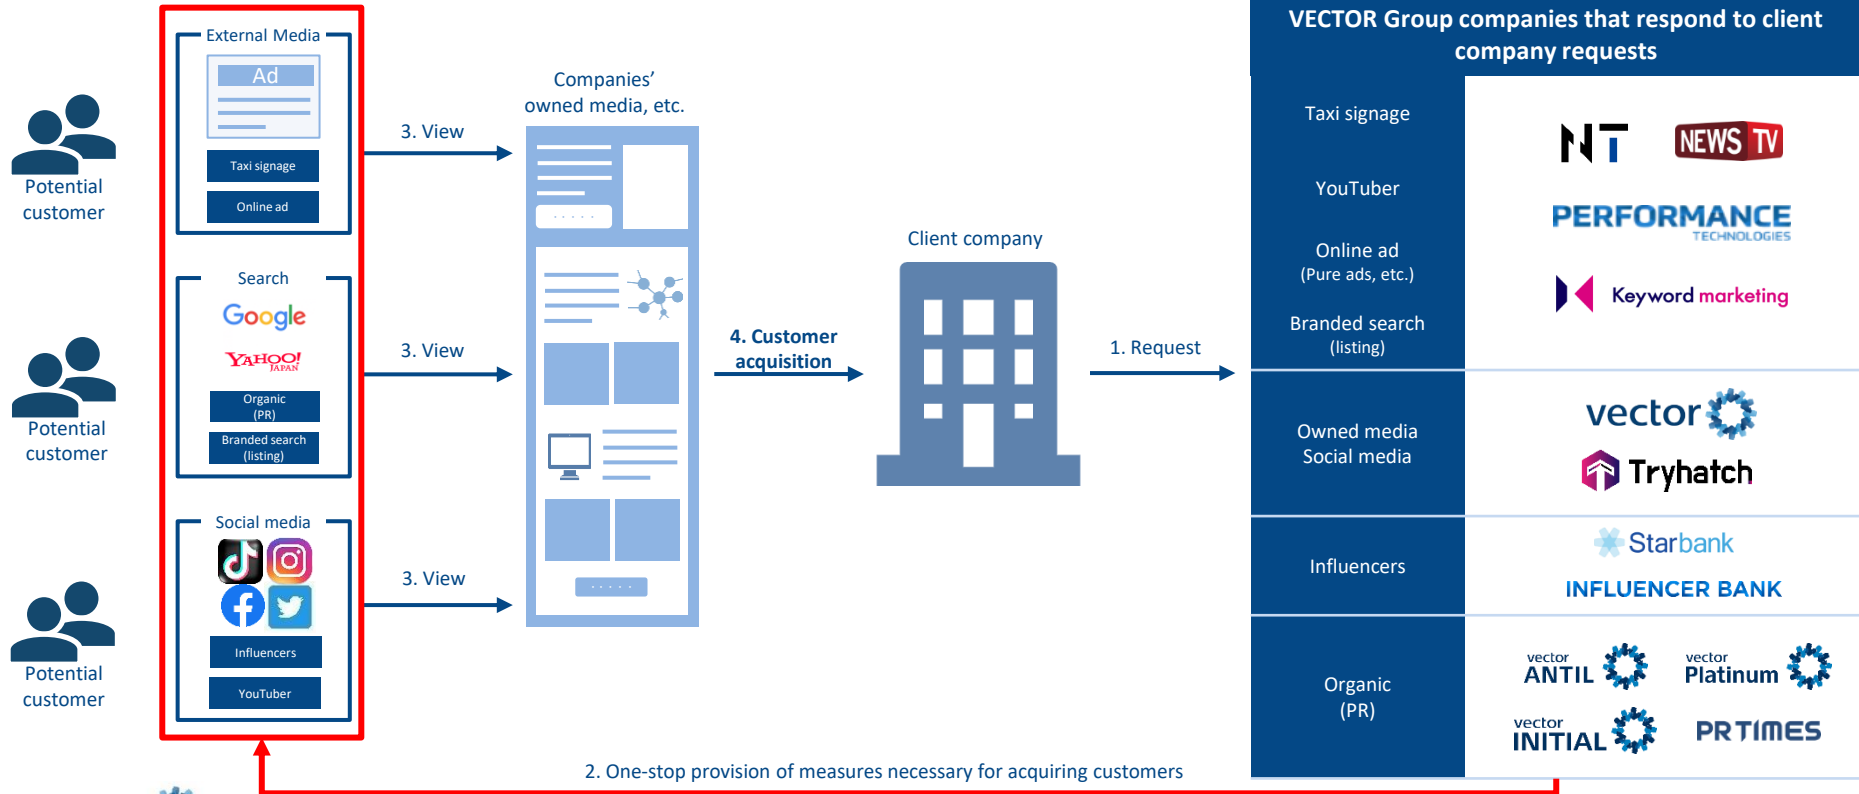 External Media
Ad
Taxi signage
Online ad
Potential
customer
3. View
Search
Google
YAHOO!
JAPAN
Organic
(PR)
Branded search
(listing)
Potential
customer
3. View
Social media
Influencers
YouTuber
Potential
customer
3. View
Companies’
owned media, etc.
4. Customer
acquisition
Client company
1. Request
2. One-stop provision of measures necessary for acquiring customers
VECTOR Group companies that respond to client
company requests
Taxi signage
YouTuber
Online ad
(Pure ads, etc.)
Branded search
(listing)
NT
NEWS TV
PERFORMANCE
TECHNOLOGIES
Keyword marketing
Owned media
Social media
vector
Tryhatch
Influencers
Starbank
INFLUENCER BANK
Organic
(PR)
vector
ANTIL
vector
Platinum
vector
INITIAL
PR TIMES